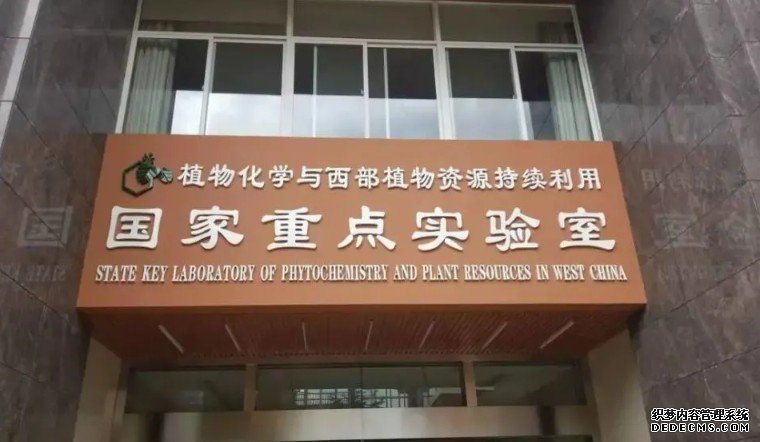 植物化学与西部植物资源持续利用
国家重点实验室
STATE KEY LABORATORY OF PHYTOCHEMISTRY AND PLANT RESOURCES IN WEST CHINA
织梦内容管理系统
DEDECMS.COM